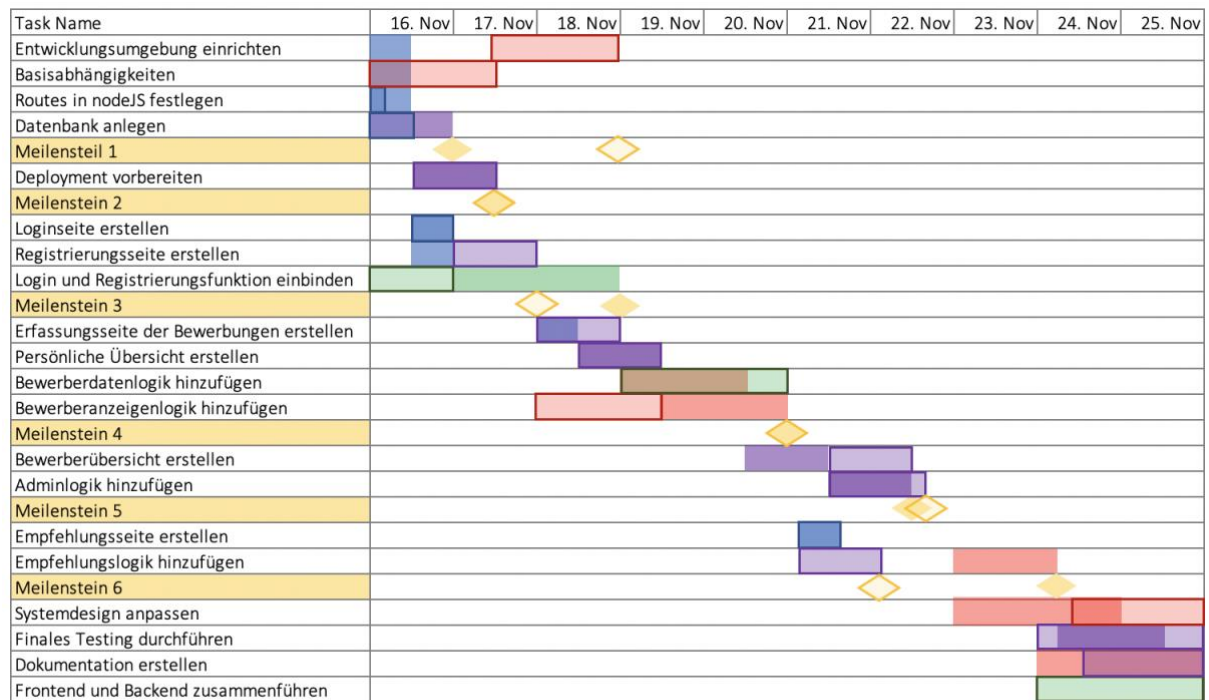 Task Name 16. Nov 17. Nov 18. Nov 19. Nov 20. Nov 21. Nov 22. Nov 23. Nov 24. Nov 25. Nov
Entwicklungsumgebung einrichten
Basisabhängigkeiten
Routes in nodeJS festlegen
Datenbank anlegen
Meilensteil 1
Deployment vorbereiten
Meilenstein 2
Loginseite erstellen
Registrierungsseite erstellen
Login und Registrierungsfunktion einbinden
Meilenstein 3
Erfassungsseite der Bewerbungen erstellen
Persönliche Übersicht erstellen
Bewerberdatenlogik hinzufügen
Bewerberanzeigenlogik hinzufügen
Meilenstein 4
Bewerberübersicht erstellen
Adminlogik hinzufügen
Meilenstein 5
Empfehlungsseite erstellen
Empfehlungslogik hinzufügen
Meilenstein 6
Systemdesign anpassen
Finales Testing durchführen
Dokumentation erstellen
Frontend und Backend zusammenführen